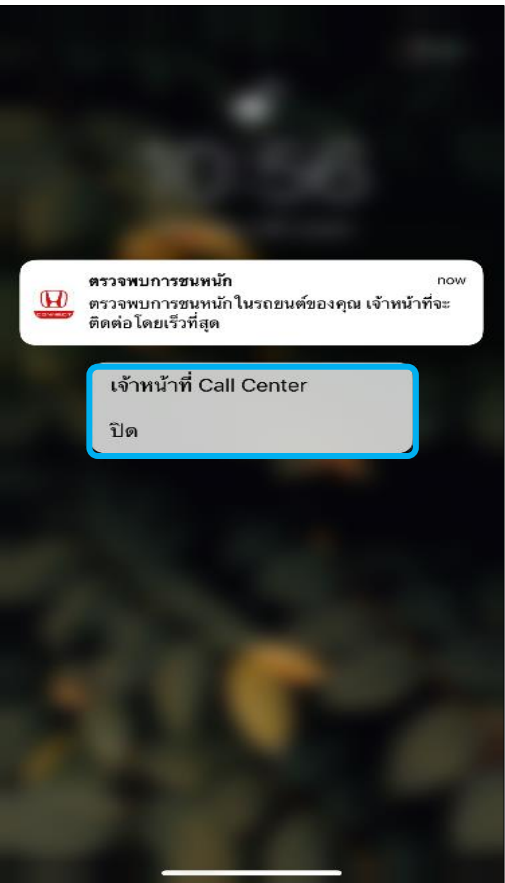 10:56
ตรวจพบการชนหนัก
now
ตรวจพบการชนหนัก ในรถยนต์ของคุณ เจ้าหน้าที่จะ
ติดต่อโดยเร็วที่สุด
CONNECT
เจ้าหน้าที่ Call Center
ปิด